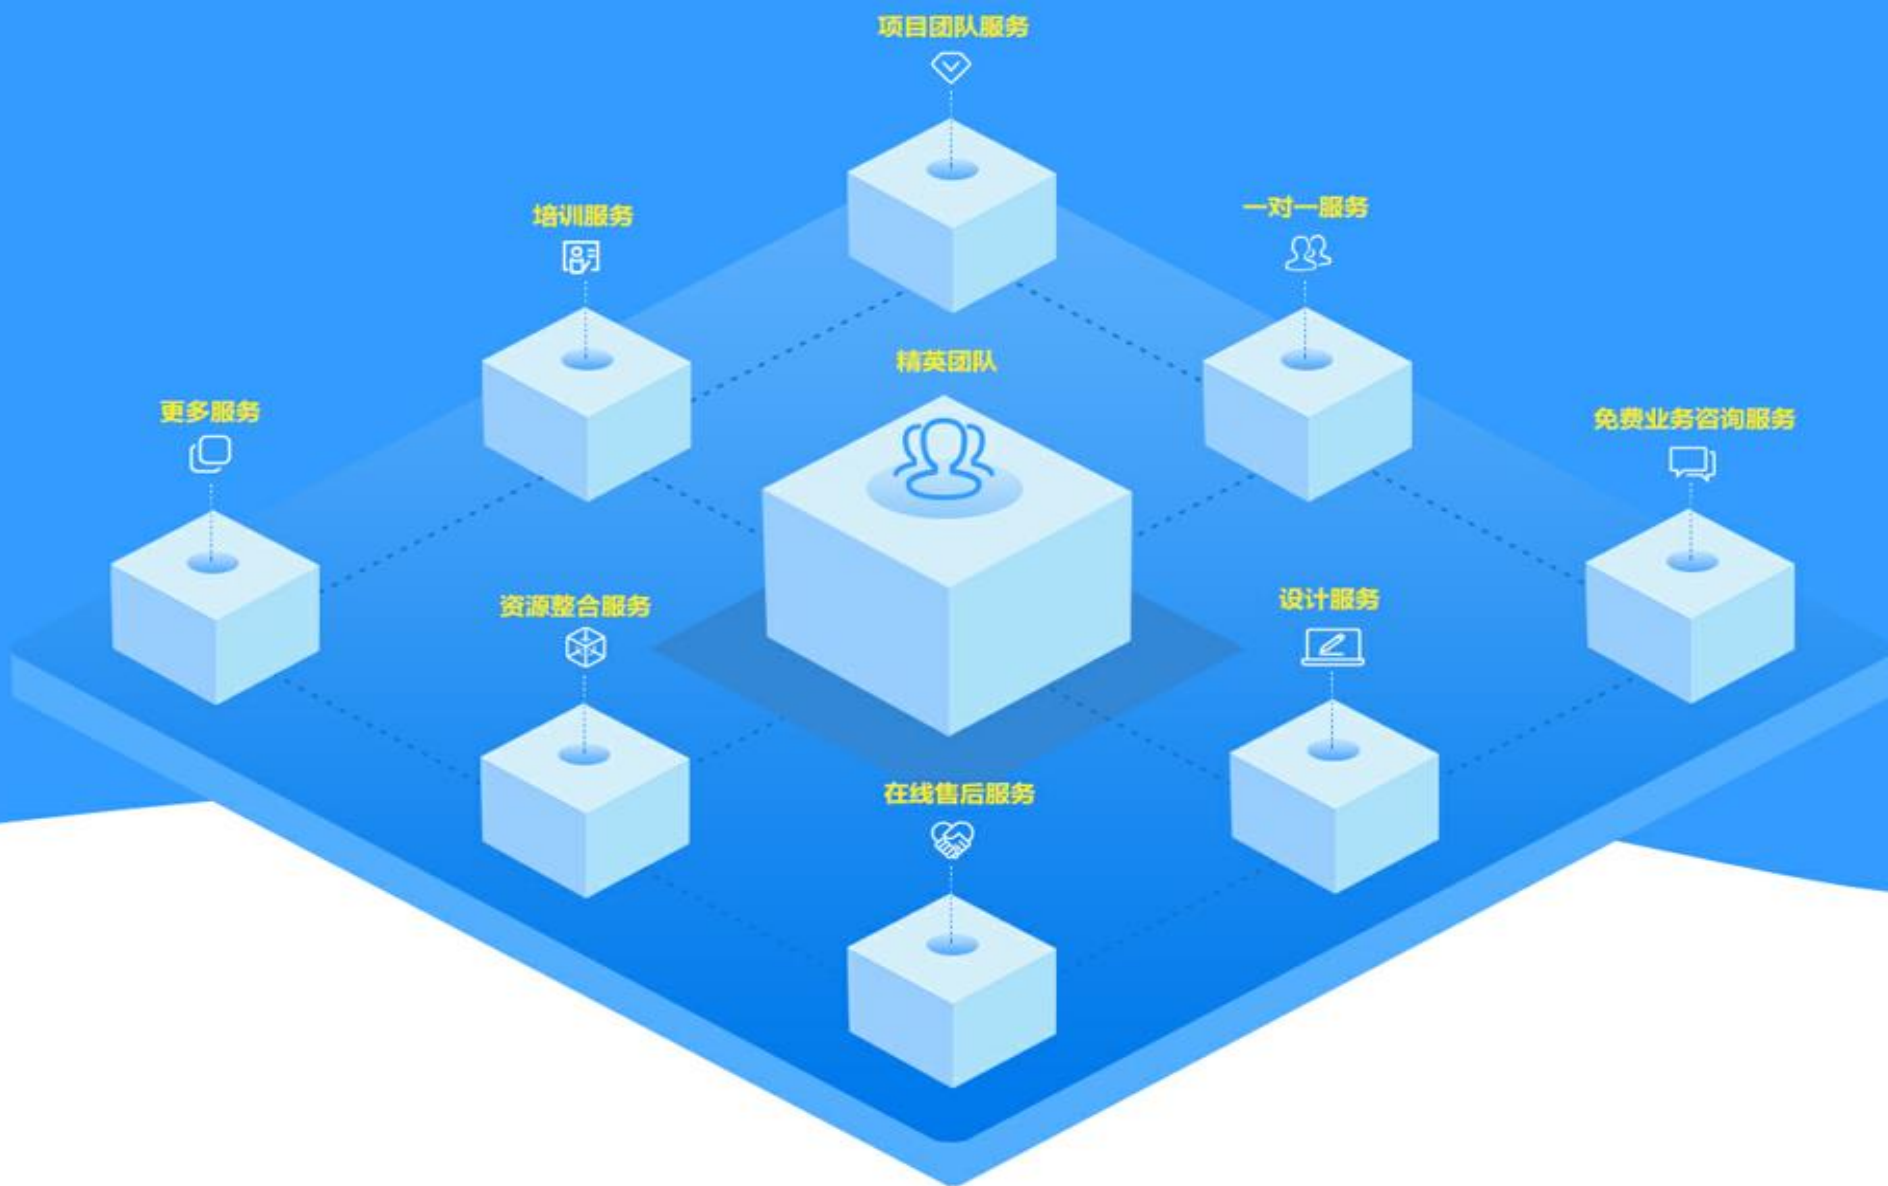 项目团队服务
培训服务
一对一服务
精英团队
更多服务
免费业务咨询服务
资源整合服务
设计服务
在线售后服务